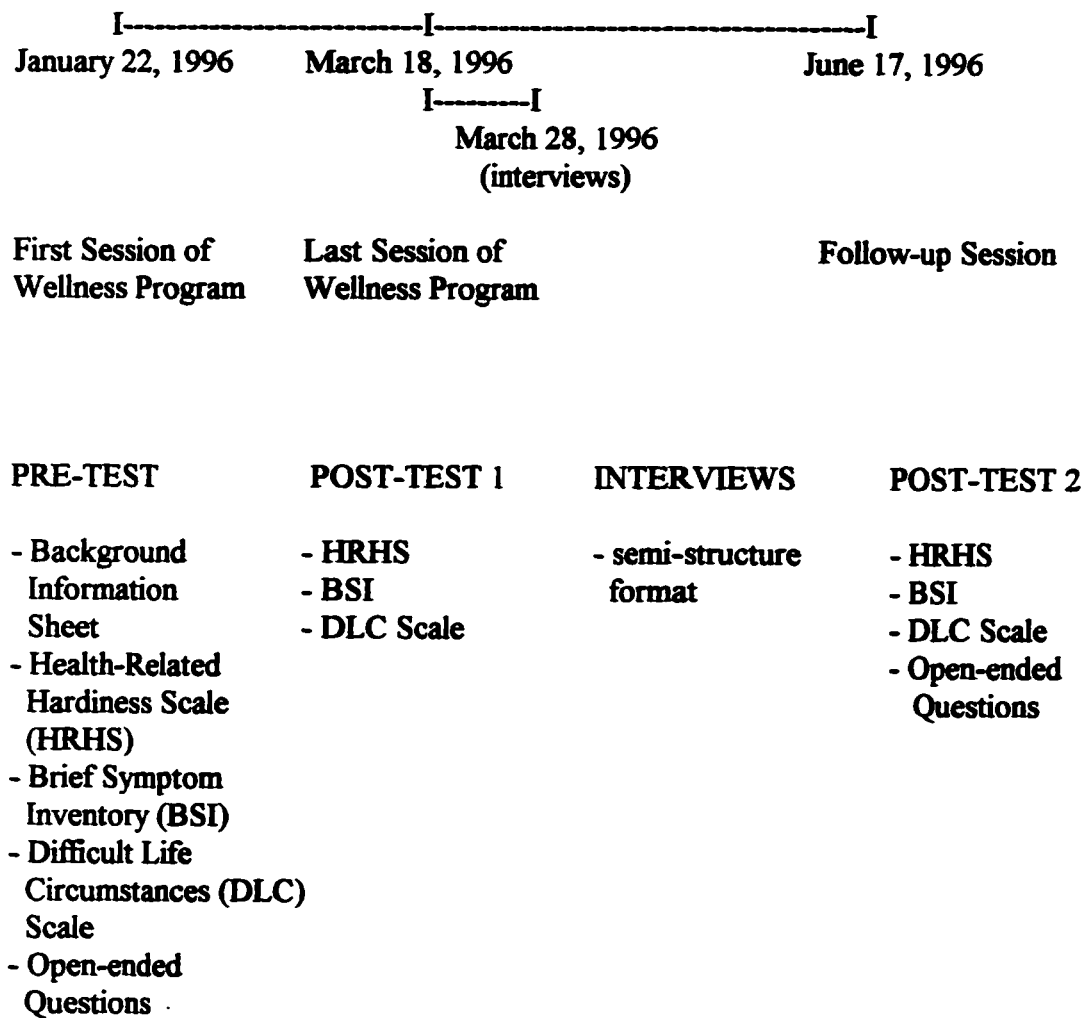 I-----------------------I----------------------------------I
January 22, 1996 March 18, 1996 June 17, 1996
I---------I
March 28, 1996
(interviews)
First Session of Last Session of Follow-up Session
Wellness Program Wellness Program
PRE-TEST POST-TEST 1 INTERVIEWS POST-TEST 2
- Background - HRHS - semi-structure - HRHS
Information - BSI format - BSI
Sheet - DLC Scale - DLC Scale
- Health-Related - Open-ended
Hardiness Scale Questions
(HRHS)
- Brief Symptom
Inventory (BSI)
- Difficult Life
Circumstances (DLC)
Scale
- Open-ended
Questions